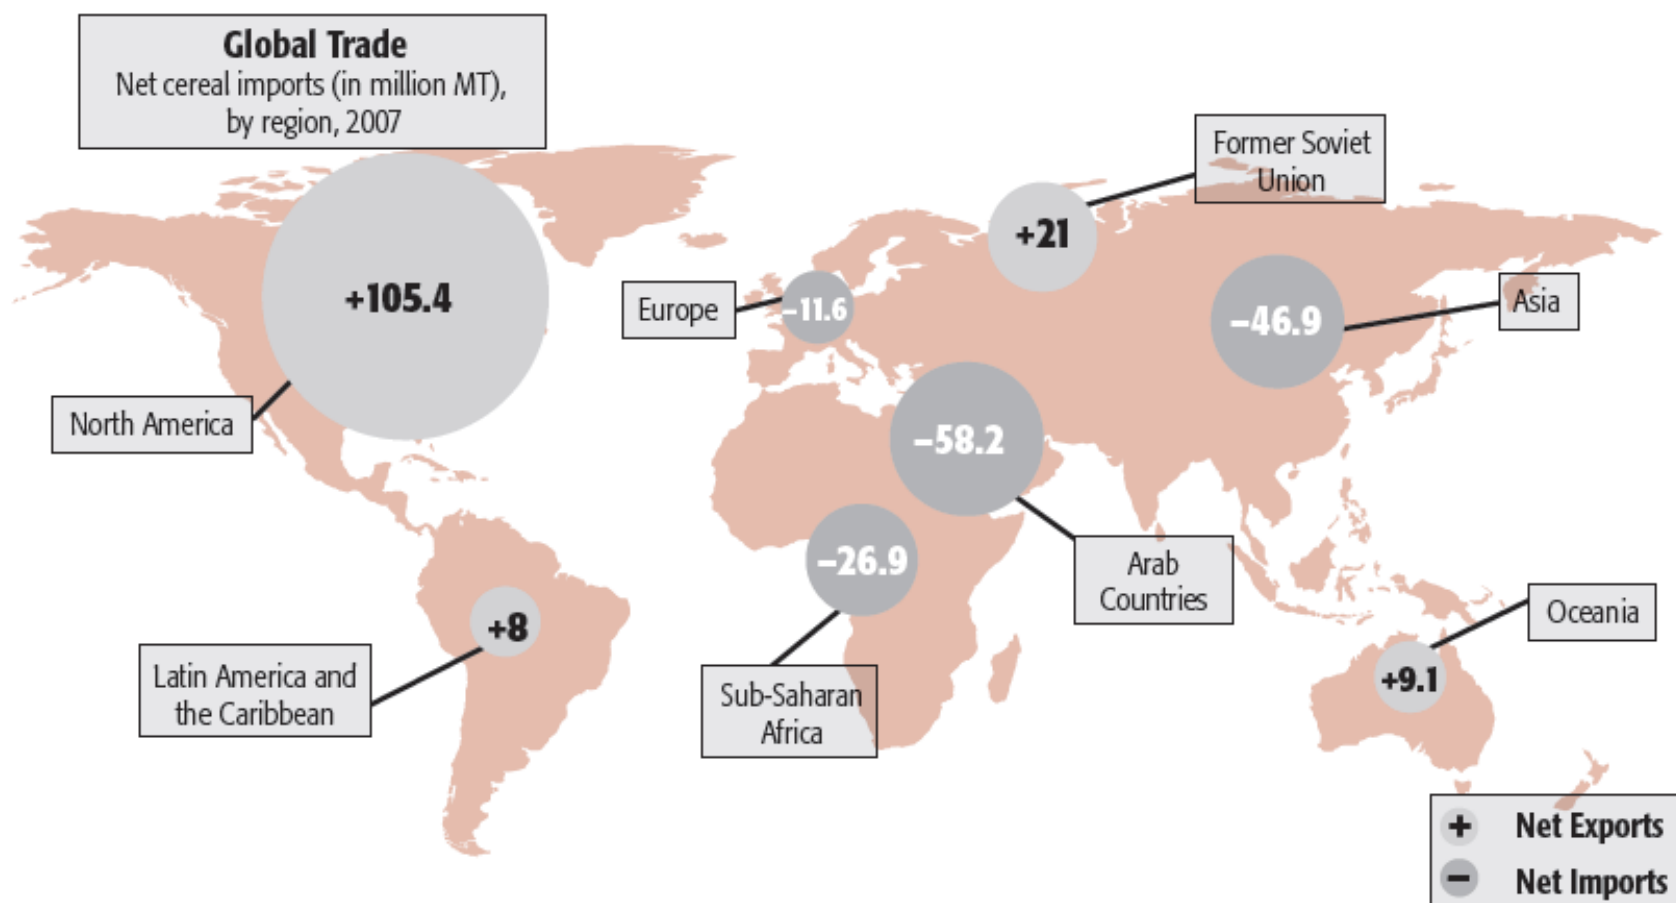 Global Trade
Net cereal imports (in million MT),
by region, 2007
Former Soviet
Union
+21
+105.4
Europe
–11.6
–46.9
Asia
North America
–58.2
–26.9
Arab
Countries
+8
Oceania
+9.1
Latin America and
the Caribbean
Sub-Saharan
Africa
+ Net Exports
– Net Imports